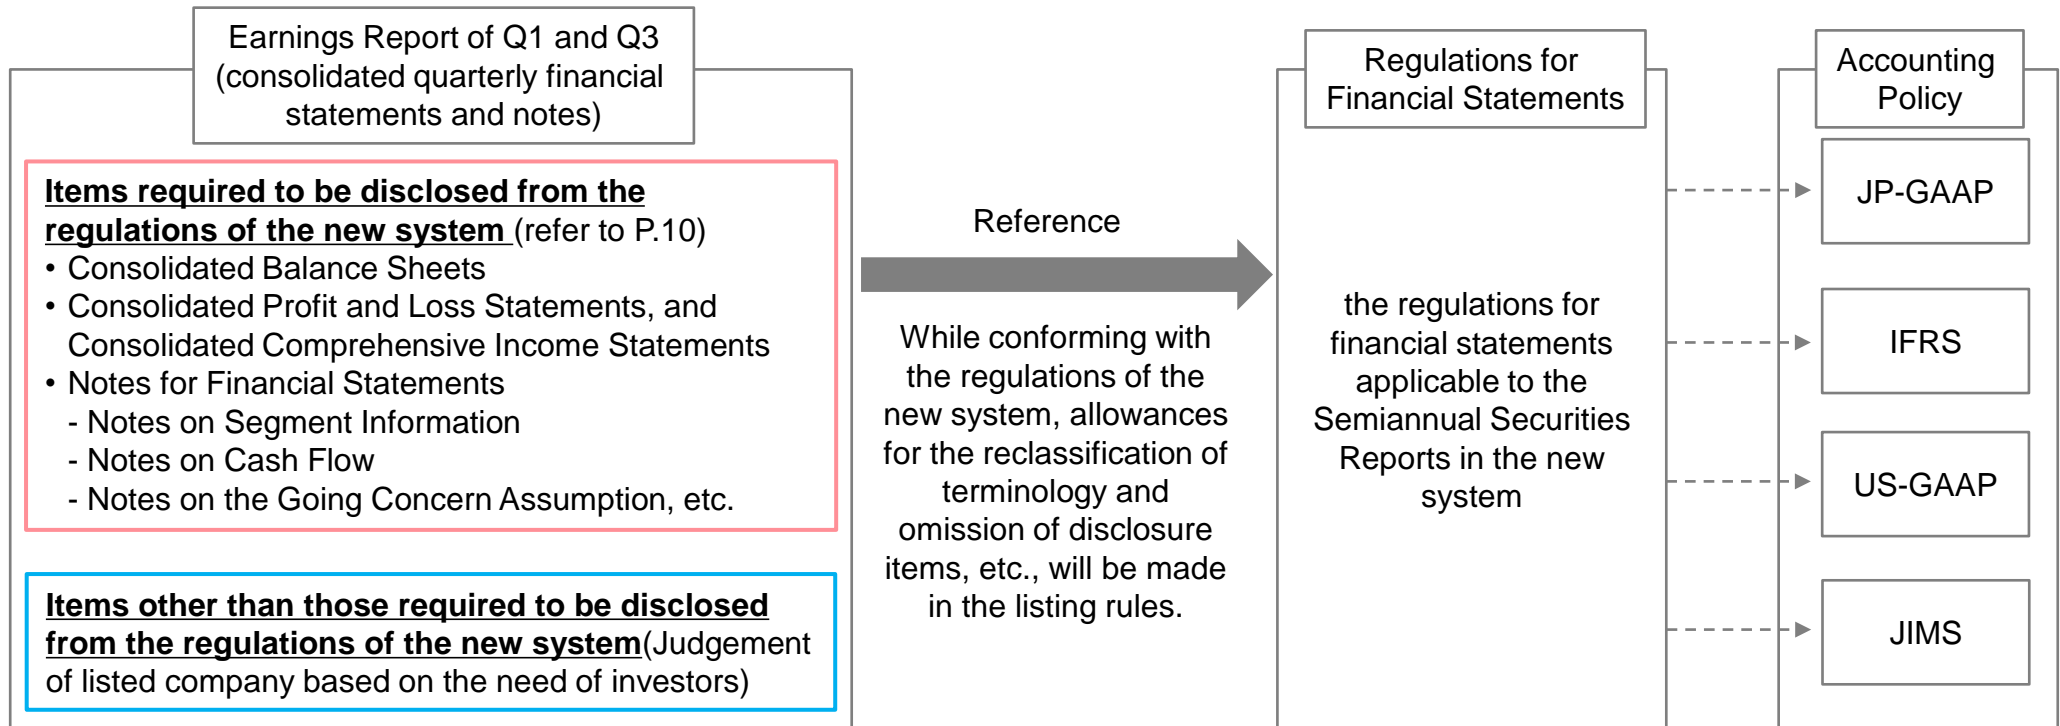 Earnings Report of Q1 and Q3
(consolidated quarterly financial
statements and notes)
Items required to be disclosed from the
regulations of the new system (refer to P.10)
• Consolidated Balance Sheets
• Consolidated Profit and Loss Statements, and
Consolidated Comprehensive Income Statements
• Notes for Financial Statements
- Notes on Segment Information
- Notes on Cash Flow
- Notes on the Going Concern Assumption, etc.
Items other than those required to be disclosed
from the regulations of the new system(Judgement
of listed company based on the need of investors)
Reference
While conforming with
the regulations of the
new system, allowances
for the reclassification of
terminology and
omission of disclosure
items, etc., will be made
in the listing rules.
Regulations for
Financial Statements
the regulations for
financial statements
applicable to the
Semiannual Securities
Reports in the new
system
Accounting
Policy
JP-GAAP
IFRS
US-GAAP
JIMS